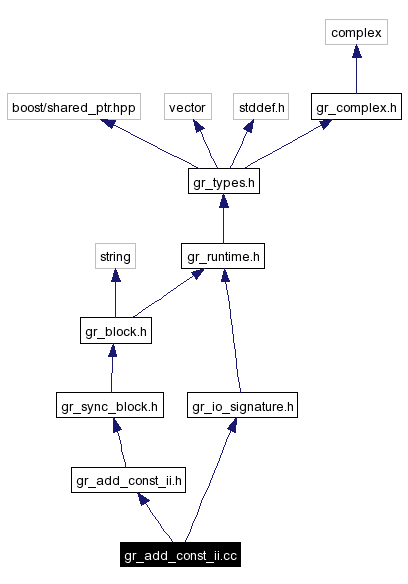 complex
boost/shared_ptr.hpp
vector
stddef.h
gr_complex.h
gr_types.h
string
gr_runtime.h
gr_block.h
gr_sync_block.h
gr_io_signature.h
gr_add_const_ii.h
gr_add_const_ii.cc